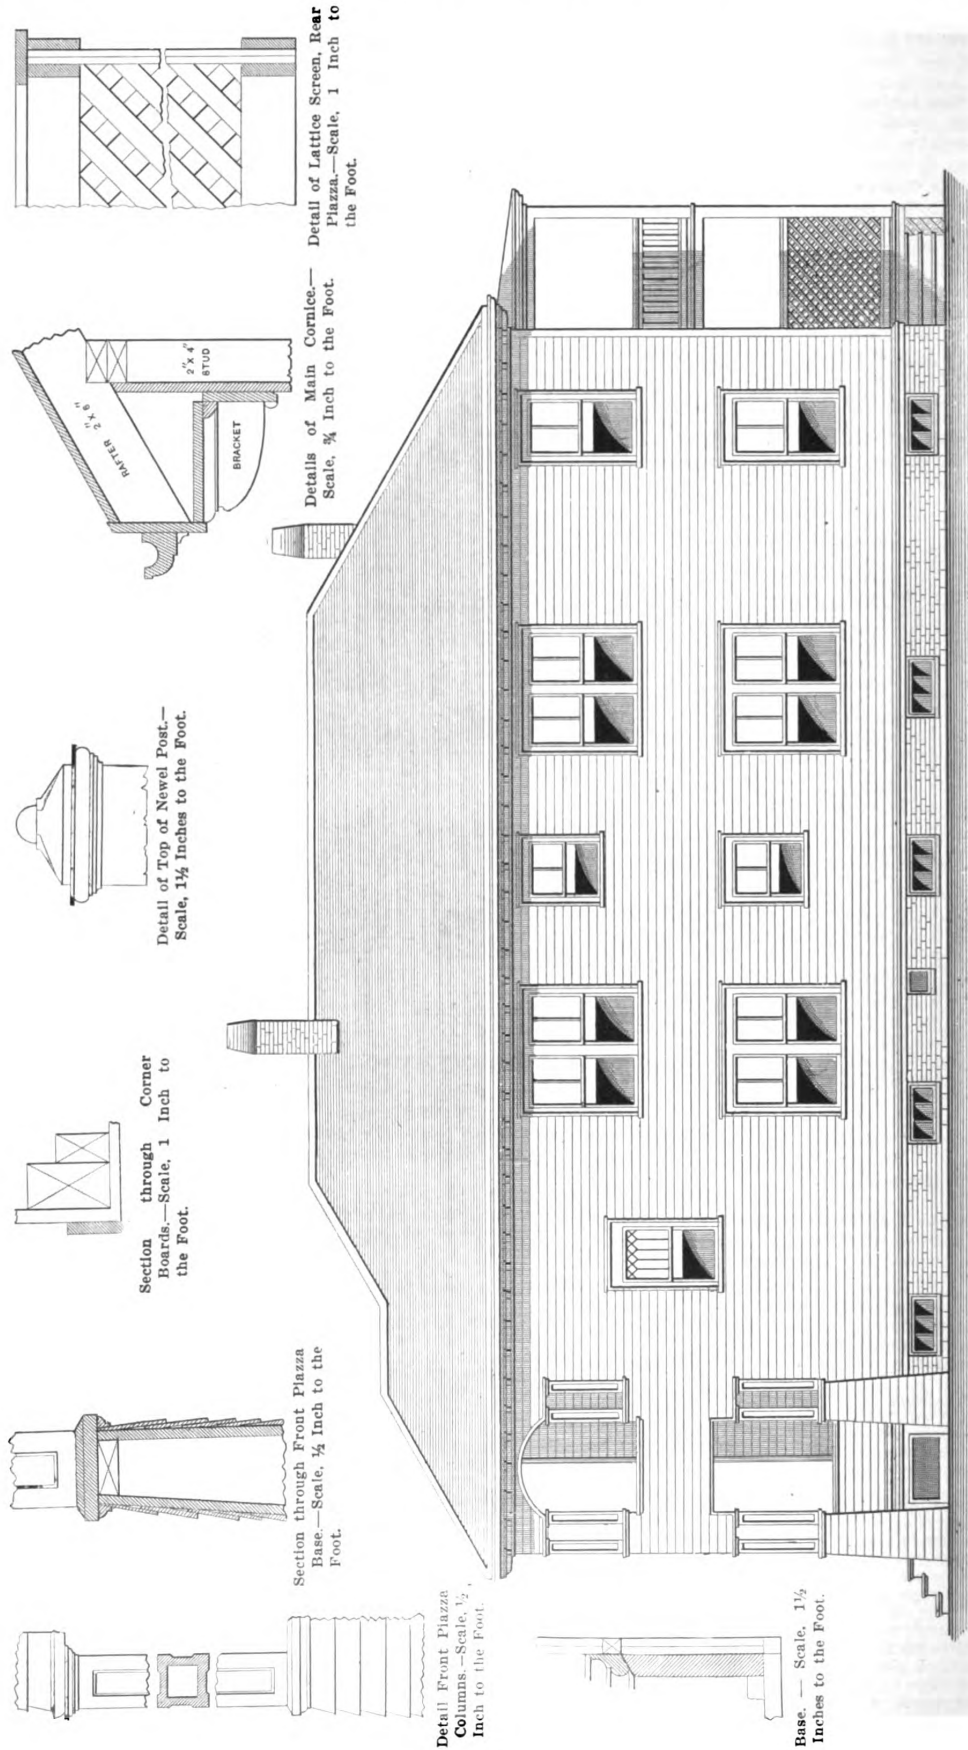 Detail Front Piazza
Columns.—Scale, ½
Inch to the Foot.
Section through Front Piazza
Base.—Scale, ½ Inch to the
Foot.
Section through Corner
Boards.—Scale, 1 Inch to
the Foot.
Detail of Top of Newel Post.—
Scale, 1½ Inches to the Foot.
RAFTER 2" X 6"
2" X 4"
STUD
BRACKET
Details of Main Cornice.—
Scale, ¾ Inch to the Foot.
Detail of Lattice Screen, Rear
Piazza.—Scale, 1 Inch to
the Foot.
Base. — Scale, 1½
Inches to the Foot.